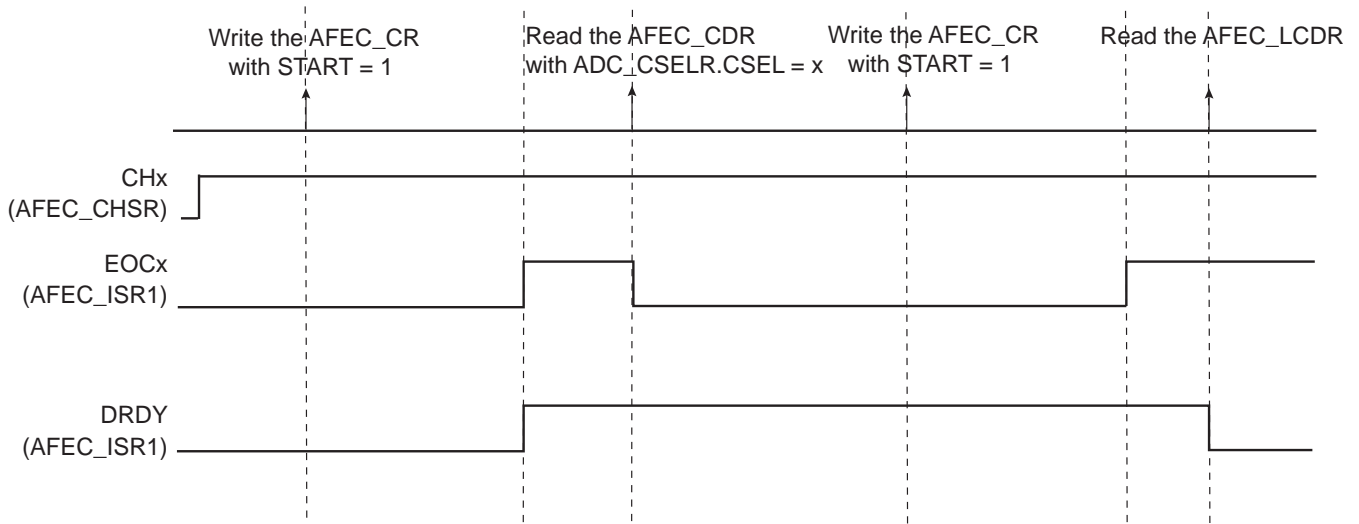 Write the AFEC_CR
with START = 1
Read the AFEC_CDR
with ADC_CSELR.CSEL = x
Write the AFEC_CR
with START = 1
Read the AFEC_LCDR
CHx
(AFEC_CHSR)
EOCx
(AFEC_ISR1)
DRDY
(AFEC_ISR1)